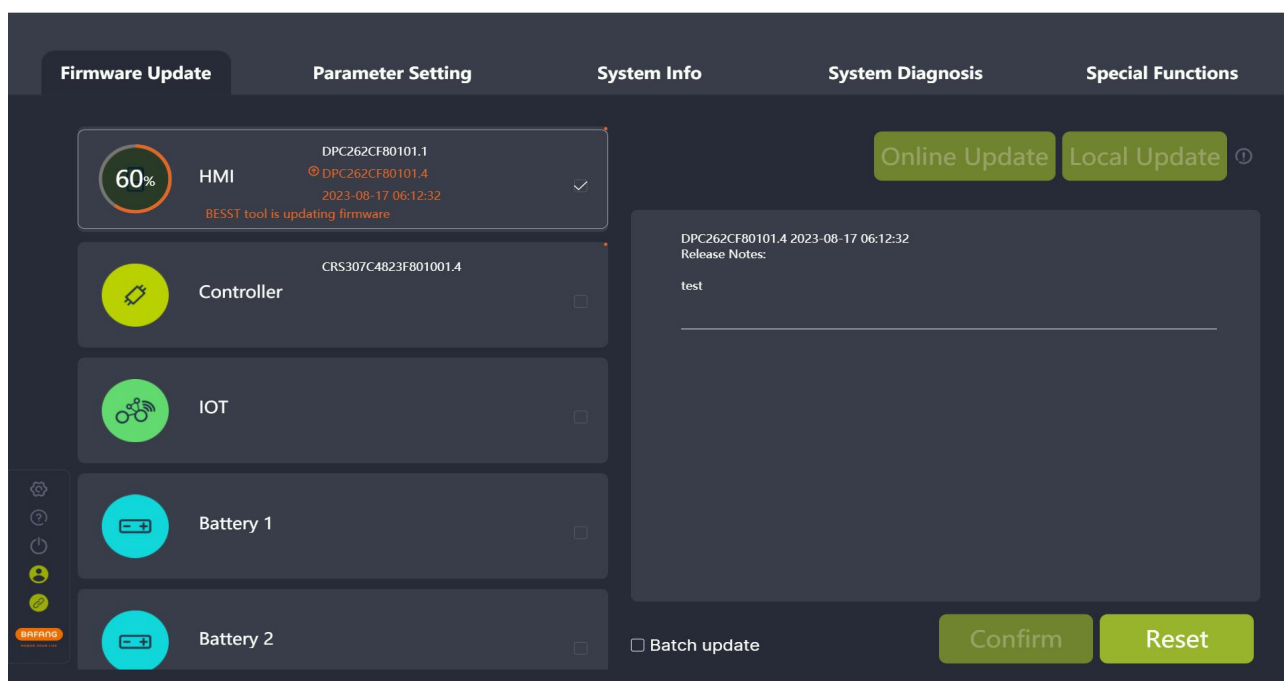 Firmware Update
Parameter Setting
System Info
System Diagnosis
Special Functions
60%
HMI
DPC262CF80101.1
DPC262CF80101.4
2023-08-17 06:12:32
BESST tool is updating firmware
Controller
CRS307C4823F801001.4
IOT
Battery 1
Battery 2
Online Update
Local Update
DPC262CF80101.4 2023-08-17 06:12:32
Release Notes:
test
Batch update
Confirm
Reset
BAFANG